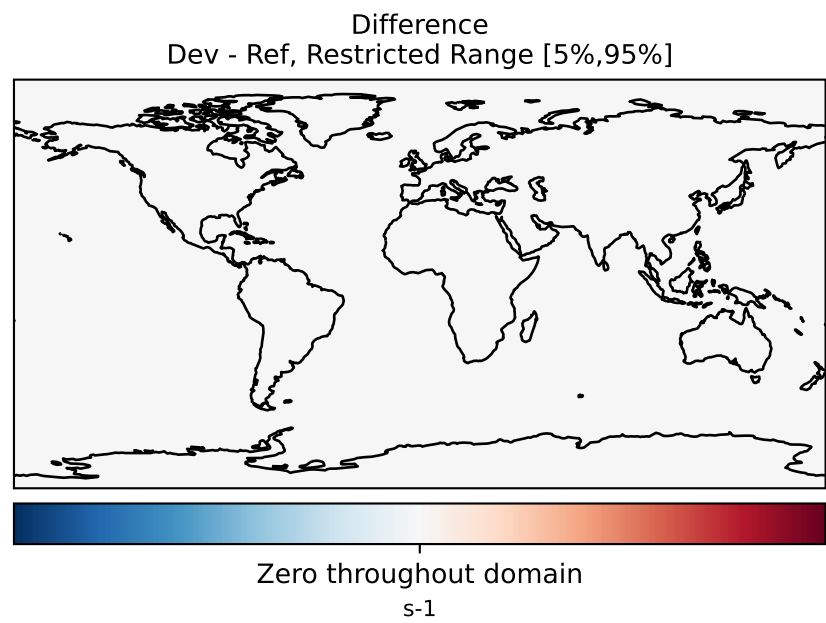 Difference
Dev - Ref, Restricted Range [5%,95%]
Zero throughout domain
s-1